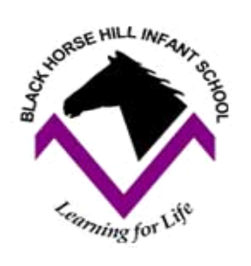 BLACK HORSE HILL INFANT SCHOOL
Learning for Life